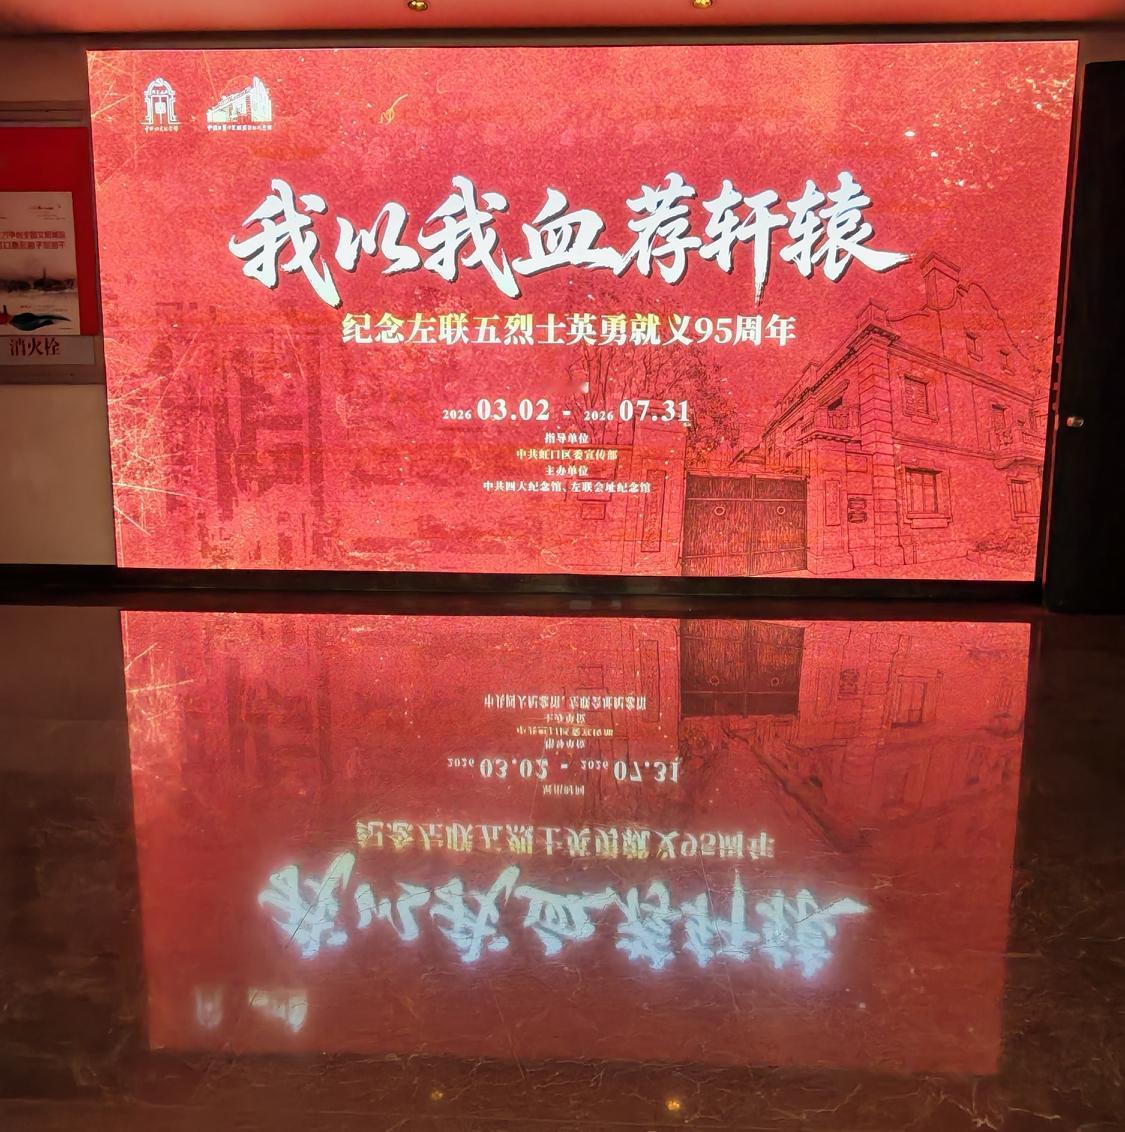 我以我血荐轩辕
纪念左联五烈士英勇就义95周年
2026 03.02 - 2026 07.31
指导单位
中共虹口区委宣传部
主办单位
中共四大纪念馆、左联会址纪念馆
消火栓